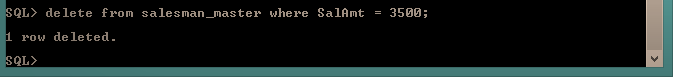 SQL> delete from salesman_master where SalAmt = 3500;
1 row deleted.
SQL>